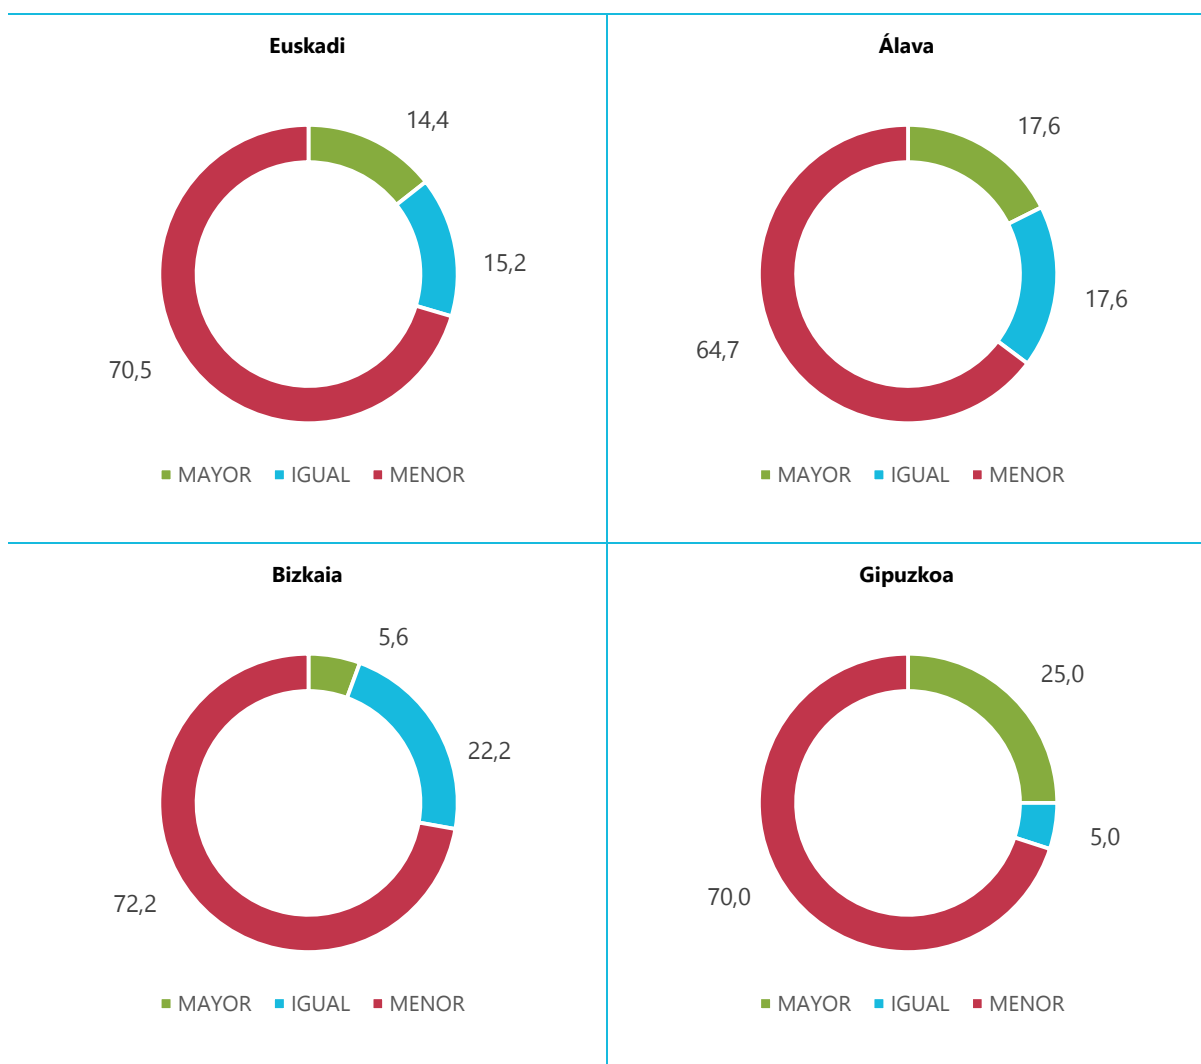 Euskadi
14,4
15,2
70,5
MAYOR IGUAL MENOR
Álava
17,6
17,6
64,7
MAYOR IGUAL MENOR
Bizkaia
5,6
22,2
72,2
MAYOR IGUAL MENOR
Gipuzkoa
25,0
5,0
70,0
MAYOR IGUAL MENOR